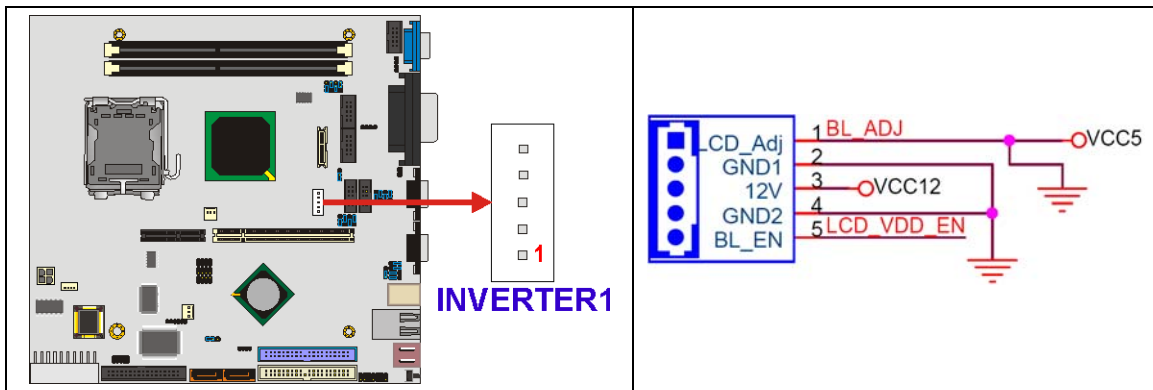 1
INVERTER1
LCD_Adj
GND1
12V
GND2
BL_EN
1 BL_ADJ
2
3 VCC12
4
5 LCD_VDD_EN
VCC5